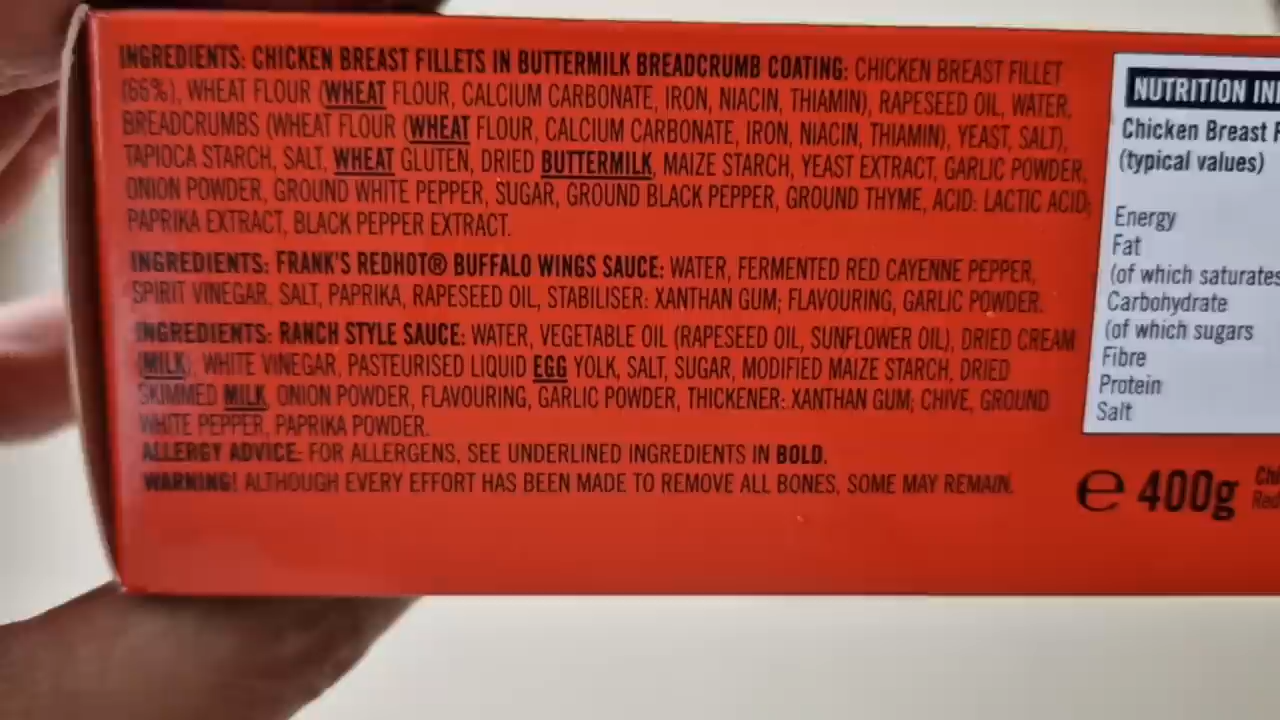 INGREDIENTS: CHICKEN BREAST FILLETS IN BUTTERMILK BREADCRUMB COATING: CHICKEN BREAST FILLET
(66%), WHEAT FLOUR (WHEAT FLOUR, CALCIUM CARBONATE, IRON, NIACIN, THIAMIN), RAPESEED OIL, WATER,
BREADCRUMBS (WHEAT FLOUR (WHEAT FLOUR, CALCIUM CARBONATE, IRON, NIACIN, THIAMIN), YEAST, SALT),
TAPIOCA STARCH, SALT, WHEAT GLUTEN, DRIED BUTTERMILK, MAIZE STARCH, YEAST EXTRACT, GARLIC POWDER,
ONION POWDER, GROUND WHITE PEPPER, SUGAR, GROUND BLACK PEPPER, GROUND THYME, ACID: LACTIC ACID;
PAPRIKA EXTRACT, BLACK PEPPER EXTRACT.
INGREDIENTS: FRANK'S REDHOT® BUFFALO WINGS SAUCE: WATER, FERMENTED RED CAYENNE PEPPER,
SPIRIT VINEGAR, SALT, PAPRIKA, RAPESEED OIL, STABILISER: XANTHAN GUM; FLAVOURING, GARLIC POWDER.
INGREDIENTS: RANCH STYLE SAUCE: WATER, VEGETABLE OIL (RAPESEED OIL, SUNFLOWER OIL), DRIED CREAM
(MILK), WHITE VINEGAR, PASTEURISED LIQUID EGG YOLK, SALT, SUGAR, MODIFIED MAIZE STARCH, DRIED
SKIMMED MILK, ONION POWDER, FLAVOURING, GARLIC POWDER, THICKENER: XANTHAN GUM; CHIVE, GROUND
WHITE PEPPER, PAPRIKA POWDER.
ALLERGY ADVICE: FOR ALLERGENS, SEE UNDERLINED INGREDIENTS IN BOLD.
WARNING! ALTHOUGH EVERY EFFORT HAS BEEN MADE TO REMOVE ALL BONES, SOME MAY REMAIN.
NUTRITION
Chicken Breast
(typical values)
Energy
Fat
(of which saturates
Carbohydrate
(of which sugars
Fibre
Protein
Salt
e 400g